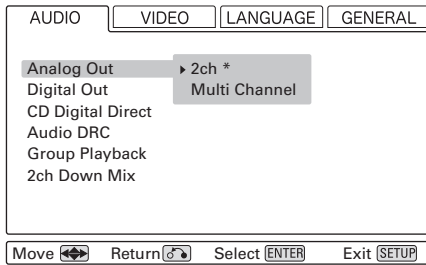 AUDIO VIDEO LANGUAGE GENERAL
Analog Out 2ch *
Digital Out Multi Channel
CD Digital Direct
Audio DRC
Group Playback
2ch Down Mix
Move Return Select ENTER Exit SETUP